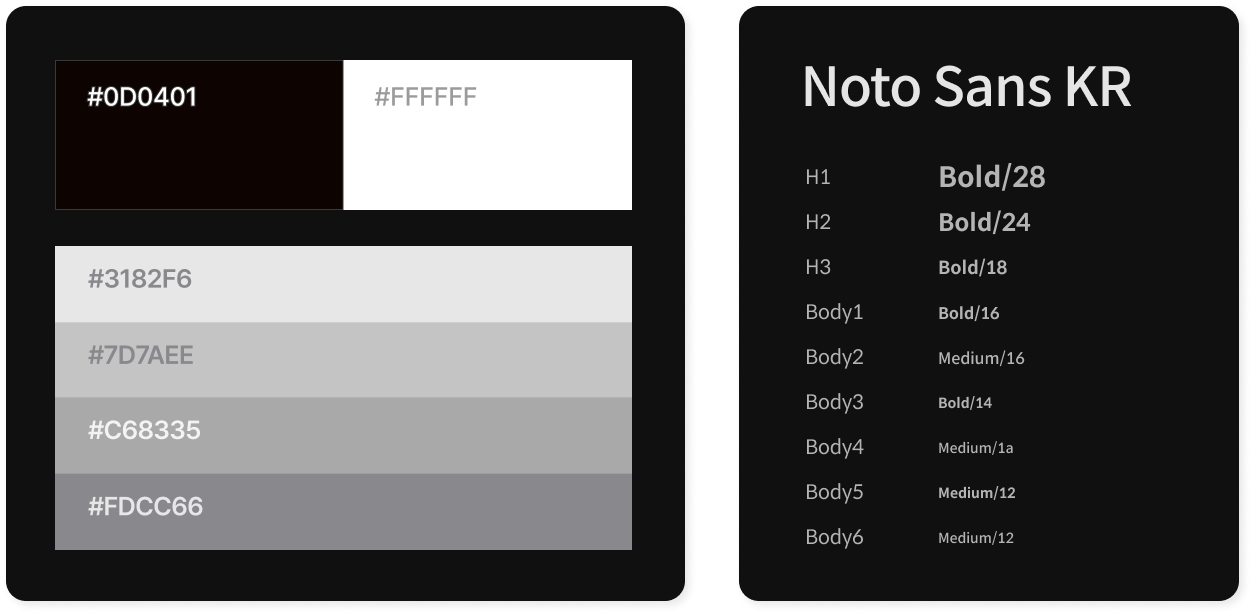 #0D0401
#FFFFFF
#3182F6
#7D7AEE
#C68335
#FDCC66
Noto Sans KR
H1 Bold/28
H2 Bold/24
H3 Bold/18
Body1 Bold/16
Body2 Medium/16
Body3 Bold/14
Body4 Medium/1a
Body5 Medium/12
Body6 Medium/12